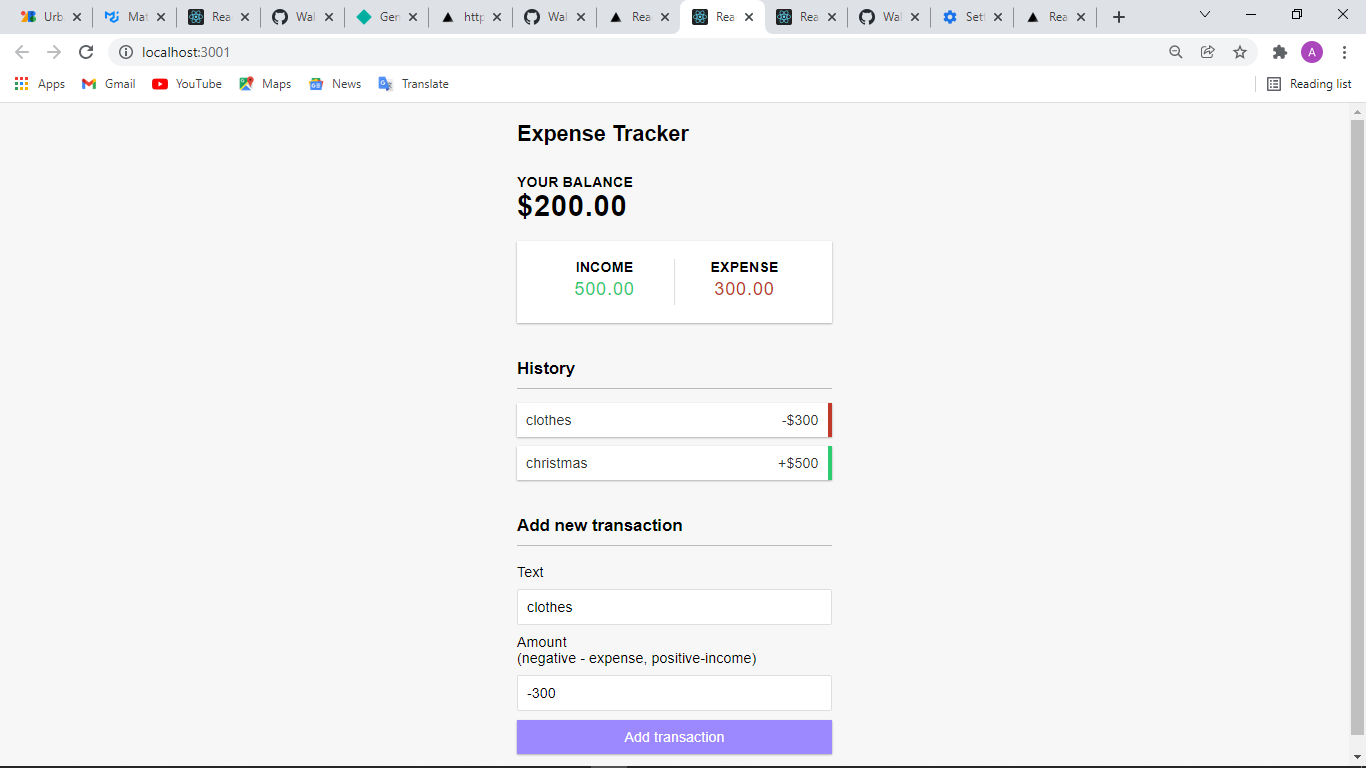 Urb
Mat
Rea
Wal
Gen
http
Wal
Rea
Rea
Rea
Wal
Sett
Rea
localhost:3001
A
Apps
Gmail
YouTube
Maps
News
Translate
Reading list
Expense Tracker
YOUR BALANCE
$200.00
INCOME
EXPENSE
500.00
300.00
History
clothes -$300
christmas +$500
Add new transaction
Text
clothes
Amount
(negative - expense, positive-income)
-300
Add transaction